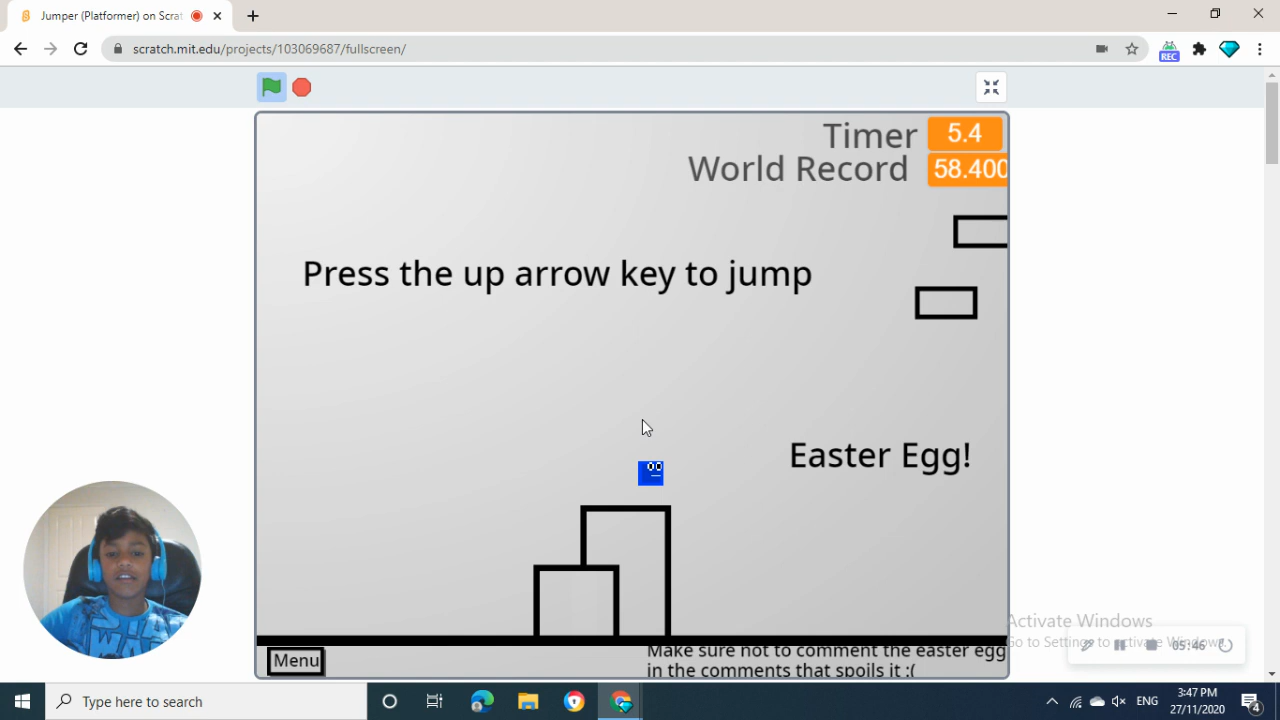 Jumper (Platformer) on Scrat
scratch.mit.edu/projects/103069687/fullscreen/
REC
Timer 5.4
World Record 58.400
Press the up arrow key to jump
Easter Egg!
Activate Windows
Go to Settings to activate Windows.
05:46
Make sure not to comment the easter egg
in the comments that spoils it :(
Menu
Type here to search
ENG
3:47 PM
27/11/2020
4